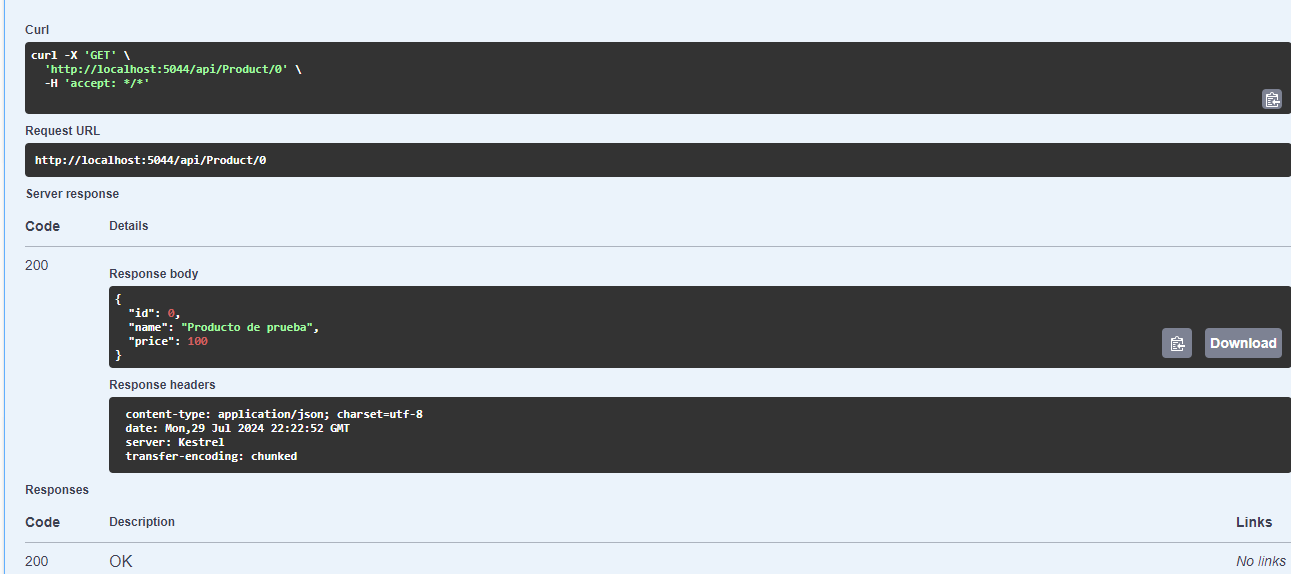 Curl
curl -X 'GET' \
'http://localhost:5044/api/Product/0' \
-H 'accept: */*'
Request URL
http://localhost:5044/api/Product/0
Server response
Code Details
200
Response body
{
"id": 0,
"name": "Producto de prueba",
"price": 100
}
Download
Response headers
content-type: application/json; charset=utf-8
date: Mon,29 Jul 2024 22:22:52 GMT
server: Kestrel
transfer-encoding: chunked
Responses
Code Description Links
200 OK No links